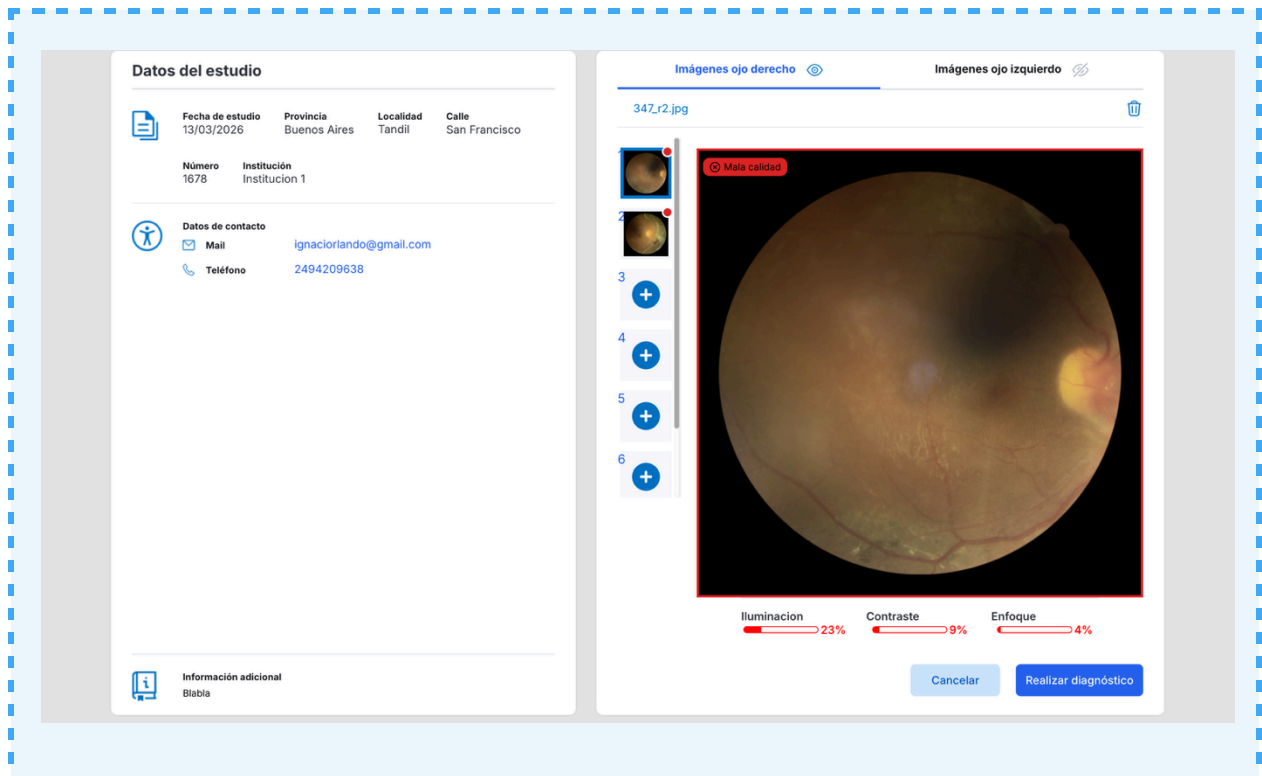 Datos del estudio
Fecha de estudio Provincia Localidad Calle
13/03/2026 Buenos Aires Tandil San Francisco
Número Institución
1678 Institucion 1
Datos de contacto
Mail ignaciorlando@gmail.com
Teléfono 2494209638
Información adicional
Blabla
Imágenes ojo derecho Imágenes ojo izquierdo
347_r2.jpg
1
2
3
4
5
6
Mala calidad
Iluminacion Contraste Enfoque
23% 9% 4%
Cancelar Realizar diagnóstico